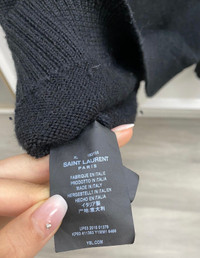 SAINT LAURENT
PARIS
FABRIQUE EN ITALIE
PRODOTTO IN ITALIA
MADE IN ITALY
HERGESTELLT IN ITALIEN
HECHO EN ITALIA
イタリア製
产地:意大利
YSL.COM